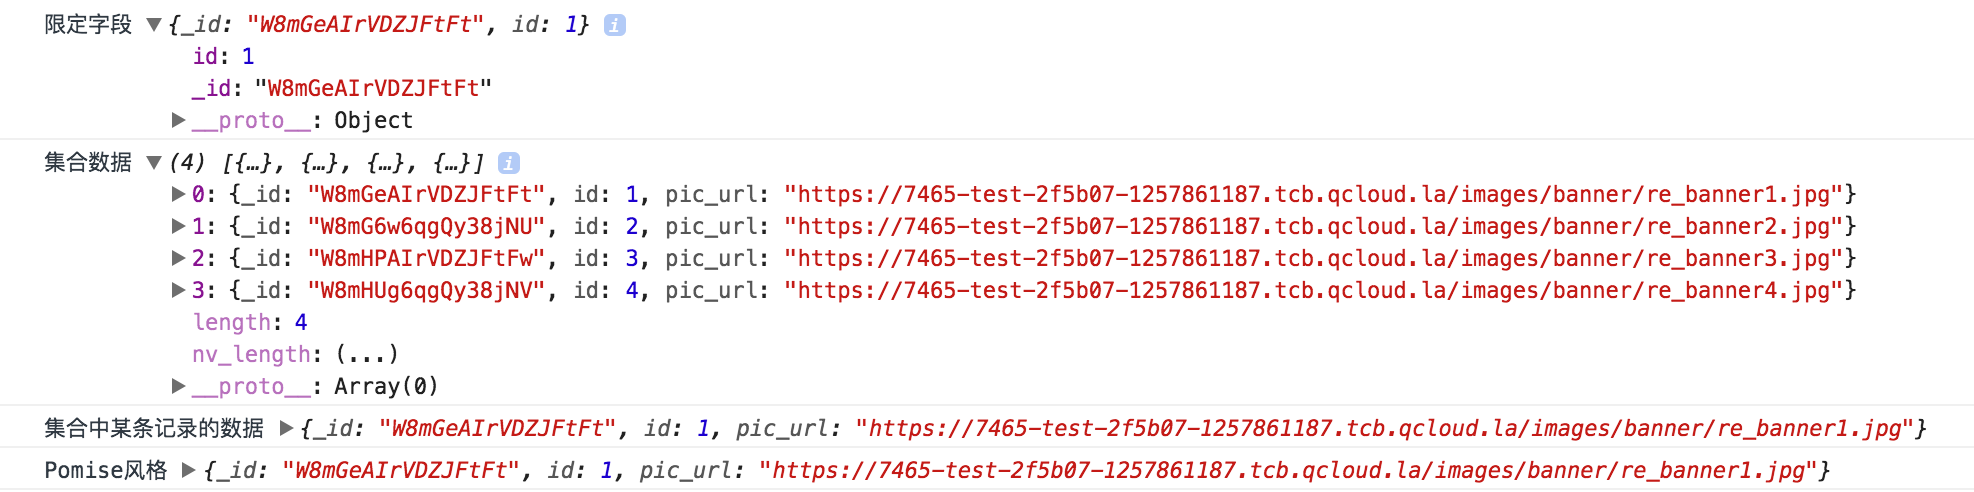 限定字段 ▼{_id: "W8mGeAIrVDZJFtFt", id: 1} i
id: 1
_id: "W8mGeAIrVDZJFtFt"
▶__proto__: Object
集合数据 ▼(4) [{…}, {…}, {…}, {…}] i
▶0: {_id: "W8mGeAIrVDZJFtFt", id: 1, pic_url: "https://7465-test-2f5b07-1257861187.tcb.qcloud.la/images/banner/re_banner1.jpg"}
▶1: {_id: "W8mG6w6qgQy38jNU", id: 2, pic_url: "https://7465-test-2f5b07-1257861187.tcb.qcloud.la/images/banner/re_banner2.jpg"}
▶2: {_id: "W8mHPAIrVDZJFtFw", id: 3, pic_url: "https://7465-test-2f5b07-1257861187.tcb.qcloud.la/images/banner/re_banner3.jpg"}
▶3: {_id: "W8mHUg6qgQy38jNV", id: 4, pic_url: "https://7465-test-2f5b07-1257861187.tcb.qcloud.la/images/banner/re_banner4.jpg"}
length: 4
nv_length: (...)
▶__proto__: Array(0)
集合中某条记录的数据 ▶{_id: "W8mGeAIrVDZJFtFt", id: 1, pic_url: "https://7465-test-2f5b07-1257861187.tcb.qcloud.la/images/banner/re_banner1.jpg"}
Pomise风格 ▶{_id: "W8mGeAIrVDZJFtFt", id: 1, pic_url: "https://7465-test-2f5b07-1257861187.tcb.qcloud.la/images/banner/re_banner1.jpg"}